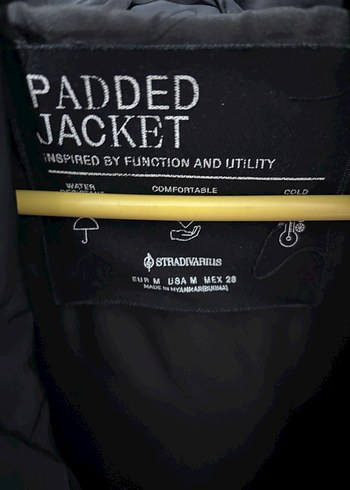 PADDED
JACKET
INSPIRED BY FUNCTION AND UTILITY
WATER COMFORTABLE COLD
STRADIVARIUS
EUR M USA M MEX 28
MADE IN MYANMAR(BURMA)